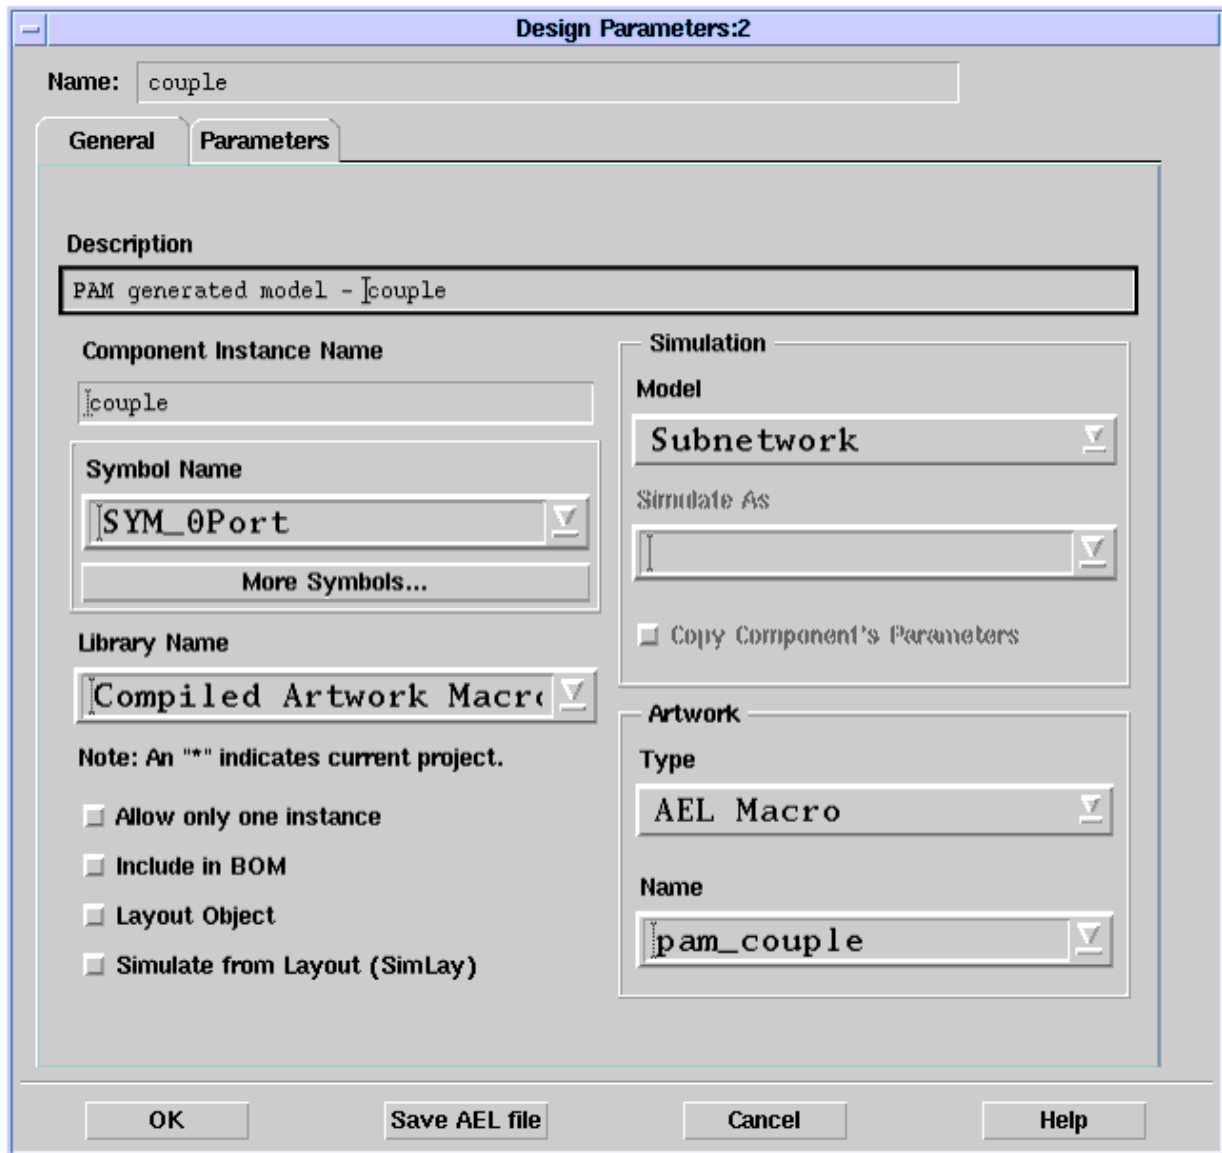 Design Parameters:2
Name: couple
General Parameters
Description
PAM generated model - couple
Component Instance Name
couple
Symbol Name
SYM_0Port
More Symbols...
Library Name
Compiled Artwork Macr
Note: An "*" indicates current project.
Allow only one instance
Include in BOM
Layout Object
Simulate from Layout (SimLay)
Simulation
Model
Subnetwork
Simulate As
Copy Component's Parameters
Artwork
Type
AEL Macro
Name
pam_couple
OK Save AEL file Cancel Help